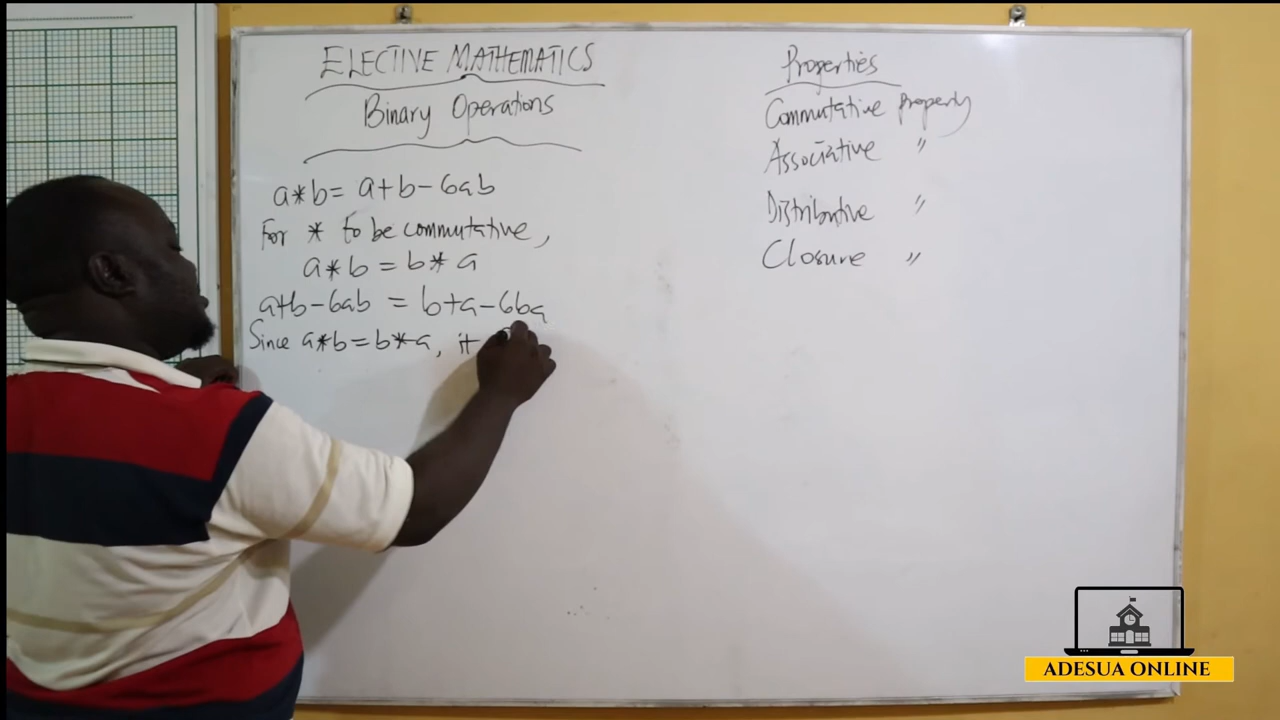 ELECTIVE MATHEMATICS
Binary Operations
a*b = a+b-6ab
For * to be commutative,
a*b = b*a
a+b-6ab = b+a-6ba
Since a*b = b*a, it
Properties
Commutative Property
Associative "
Distributive "
Closure "
ADESUA ONLINE